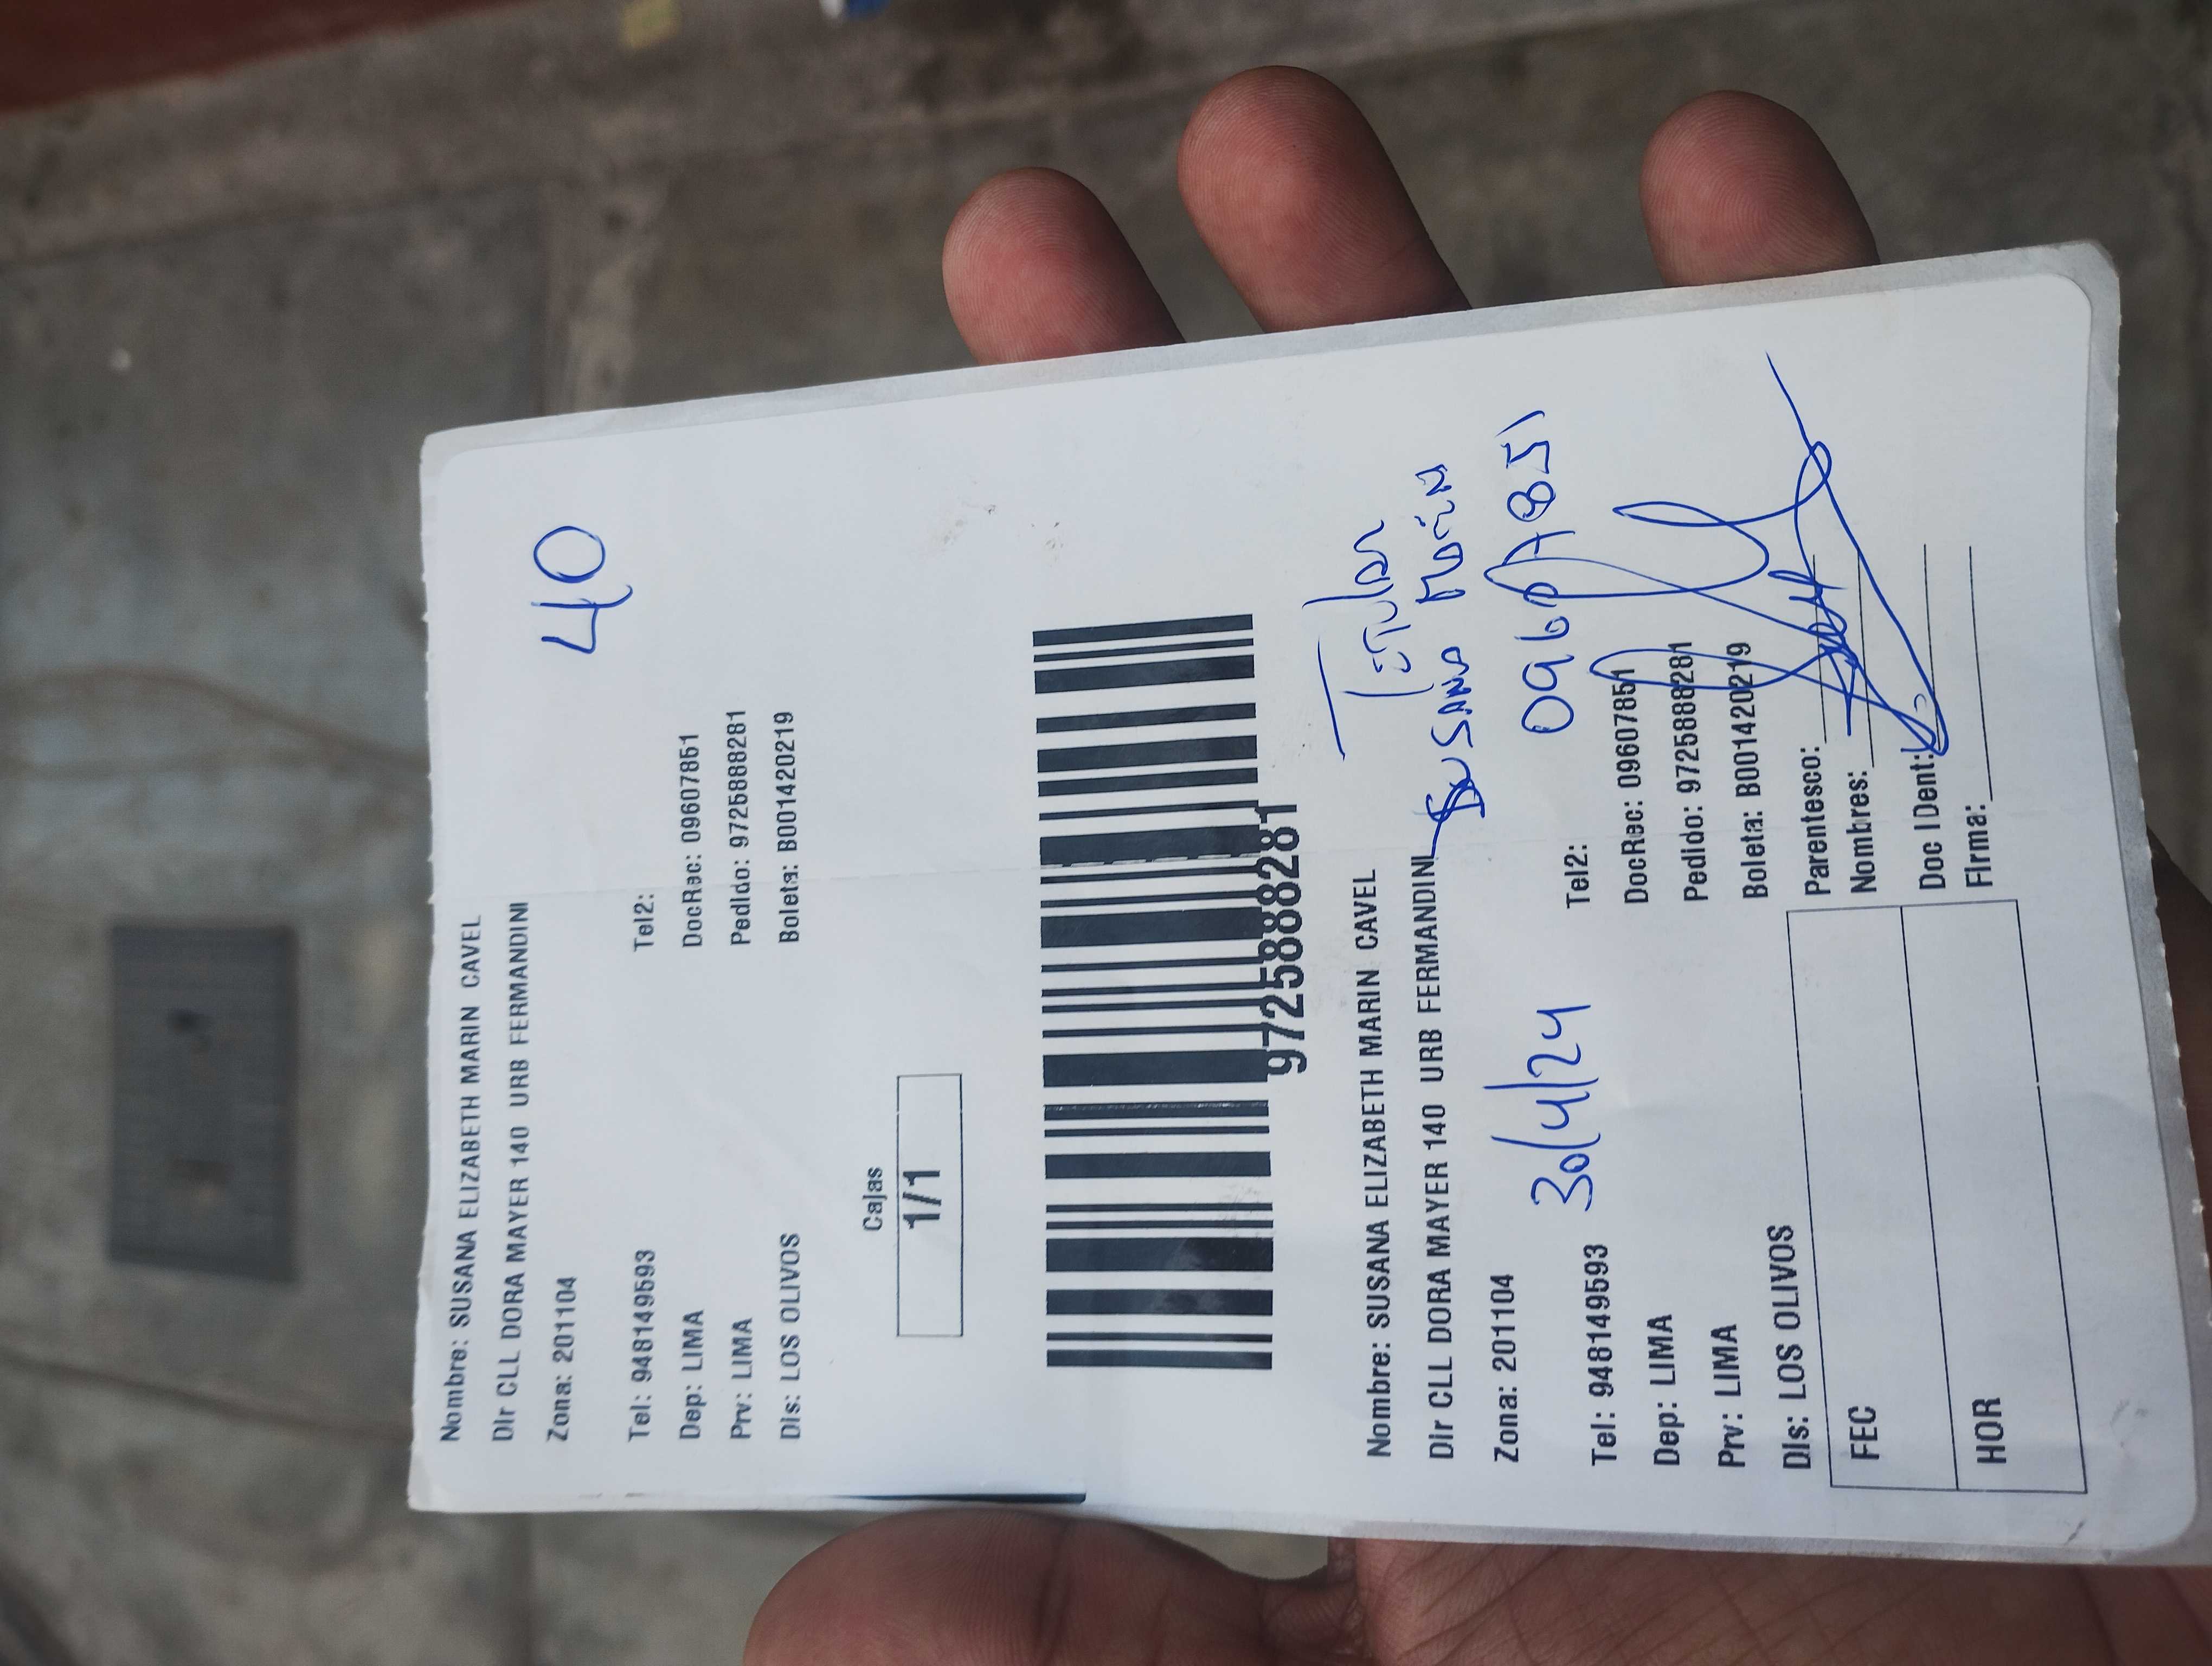 Nombre: SUSANA ELIZABETH MARIN CAVEL
Dir CLL DORA MAYER 140 URB FERMANDINI
Zona: 201104
40
Tel: 948149593 Tel2:
Dep: LIMA DocRec: 09607851
Prv: LIMA Pedido: 9725888281
Dis: LOS OLIVOS Boleta: B001420219
Cajas
1/1
9725888281
Titular
Nombre: SUSANA ELIZABETH MARIN CAVEL
Susana Marin
Dir CLL DORA MAYER 140 URB FERMANDINI
Zona: 201104
30/4/24
Tel: 948149593 Tel2:
Dep: LIMA DocRec: 09607851
Prv: LIMA Pedido: 9725888281
Dis: LOS OLIVOS Boleta: B001420219
Parentesco:
FEC Nombres:
Doc IDent:
HOR Firma: